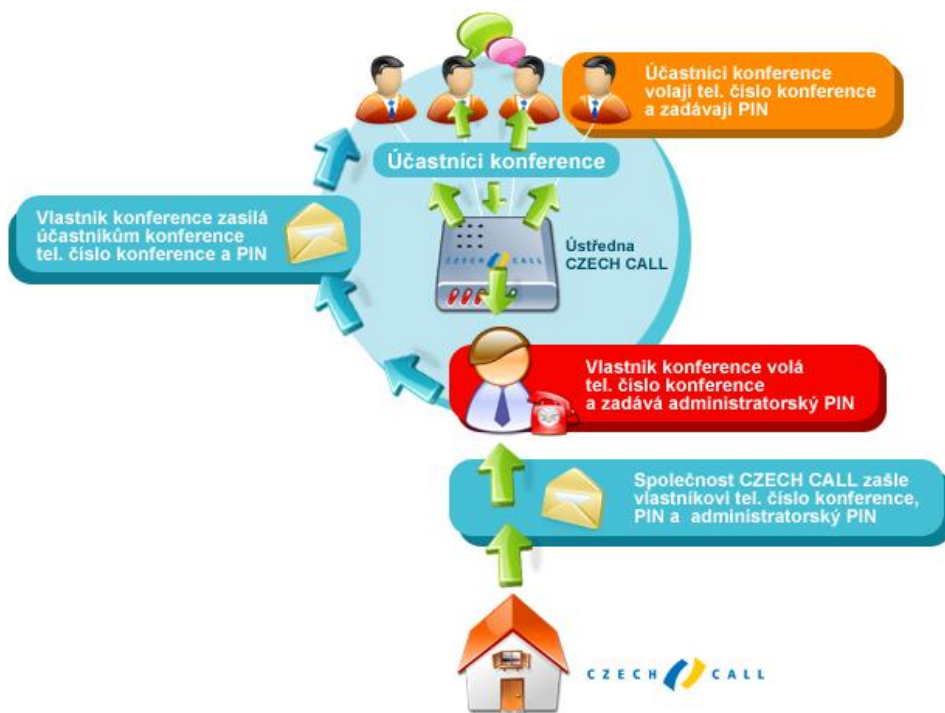 Účastníci konference
volají tel. číslo konference
a zadávají PIN
Účastníci konference
Vlastník konference zasílá
účastníkům konference
tel. číslo konference a PIN
CZECH CALL
Ústředna
CZECH CALL
Vlastník konference volá
tel. číslo konference
a zadává administratorský PIN
Společnost CZECH CALL zašle
vlastníkovi tel. číslo konference,
PIN a administratorský PIN
CZECH CALL